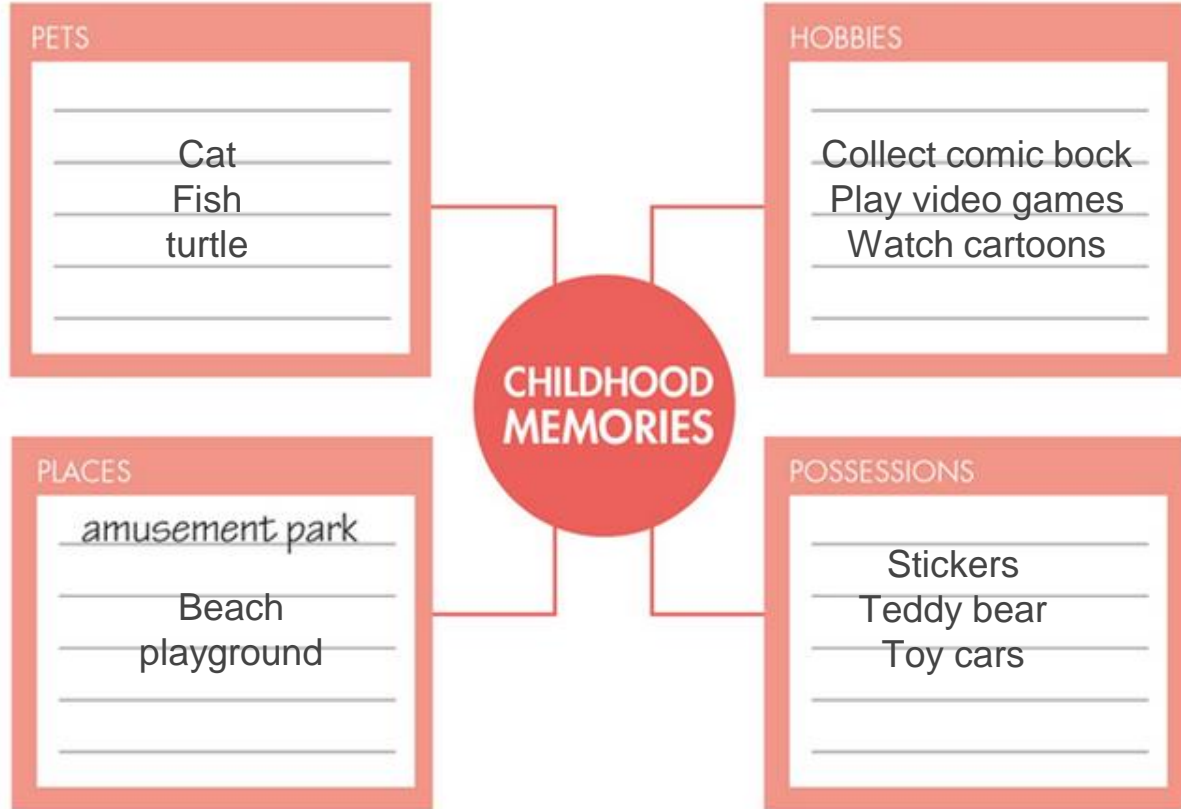 PETS
Cat
Fish
turtle
HOBBIES
Collect comic bock
Play video games
Watch cartoons
CHILDHOOD
MEMORIES
PLACES
amusement park
Beach
playground
POSSESSIONS
Stickers
Teddy bear
Toy cars